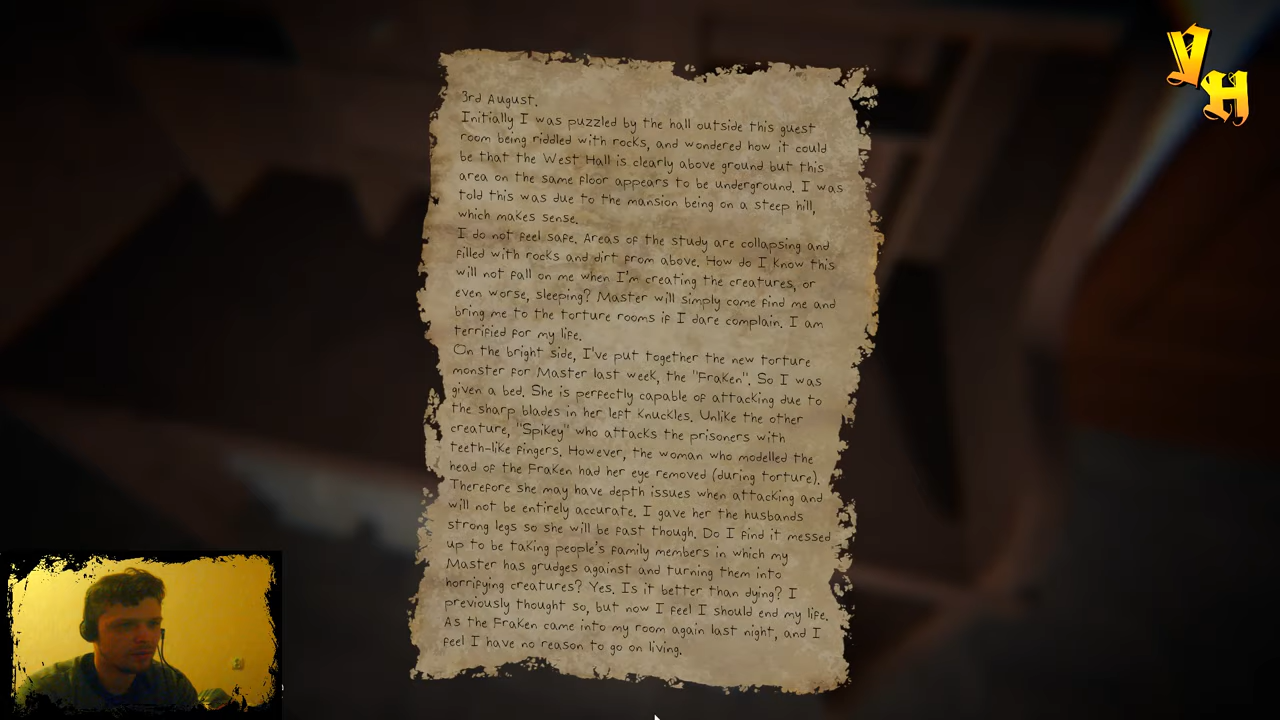 VH
3rd August.
Initially I was puzzled by the hall outside this guest
room being riddled with rocks, and wondered how it could
be that the West Hall is clearly above ground but this
area on the same floor appears to be underground. I was
told this was due to the mansion being on a steep hill,
which makes sense.
I do not feel safe. Areas of the study are collapsing and
filled with rocks and dirt from above. How do I know this
will not fall on me when I'm creating the creatures, or
even worse, sleeping? Master will simply come find me and
bring me to the torture rooms if I dare complain. I am
terrified for my life.
On the bright side, I've put together the new torture
monster for Master last week, the "Fraken". So I was
given a bed. She is perfectly capable of attacking due to
the sharp blades in her left knuckles. Unlike the other
creature, "Spikey" who attacks the prisoners with
teeth-like fingers. However, the woman who modelled the
head of the Fraken had her eye removed (during torture).
Therefore she may have depth issues when attacking and
will not be entirely accurate. I gave her the husbands
strong legs so she will be fast though. Do I find it messed
up to be taking people's family members in which my
Master has grudges against and turning them into
horrifying creatures? Yes. Is it better than dying? I
previously thought so, but now I feel I should end my life.
As the Fraken came into my room again last night, and I
feel I have no reason to go on living.